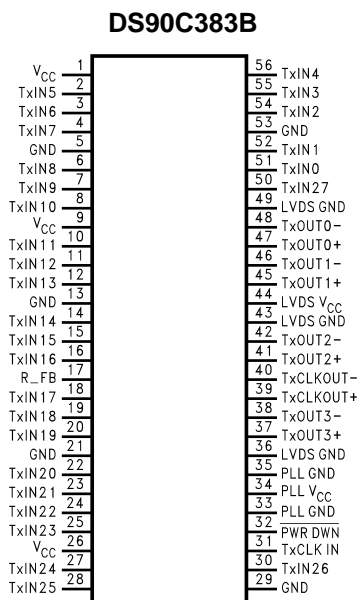 DS90C383B
VCC 1 56 TxIN4
TxIN5 2 55 TxIN3
TxIN6 3 54 TxIN2
TxIN7 4 53 GND
GND 5 52 TxIN1
TxIN8 6 51 TxIN0
TxIN9 7 50 TxIN27
TxIN10 8 49 LVDS GND
VCC 9 48 TxOUT0−
TxIN11 10 47 TxOUT0+
TxIN12 11 46 TxOUT1−
TxIN13 12 45 TxOUT1+
GND 13 44 LVDS VCC
TxIN14 14 43 LVDS GND
TxIN15 15 42 TxOUT2−
TxIN16 16 41 TxOUT2+
R_FB 17 40 TxCLKOUT−
TxIN17 18 39 TxCLKOUT+
TxIN18 19 38 TxOUT3−
TxIN19 20 37 TxOUT3+
GND 21 36 LVDS GND
TxIN20 22 35 PLL GND
TxIN21 23 34 PLL VCC
TxIN22 24 33 PLL GND
TxIN23 25 32 PWR DWN
VCC 26 31 TxCLK IN
TxIN24 27 30 TxIN26
TxIN25 28 29 GND